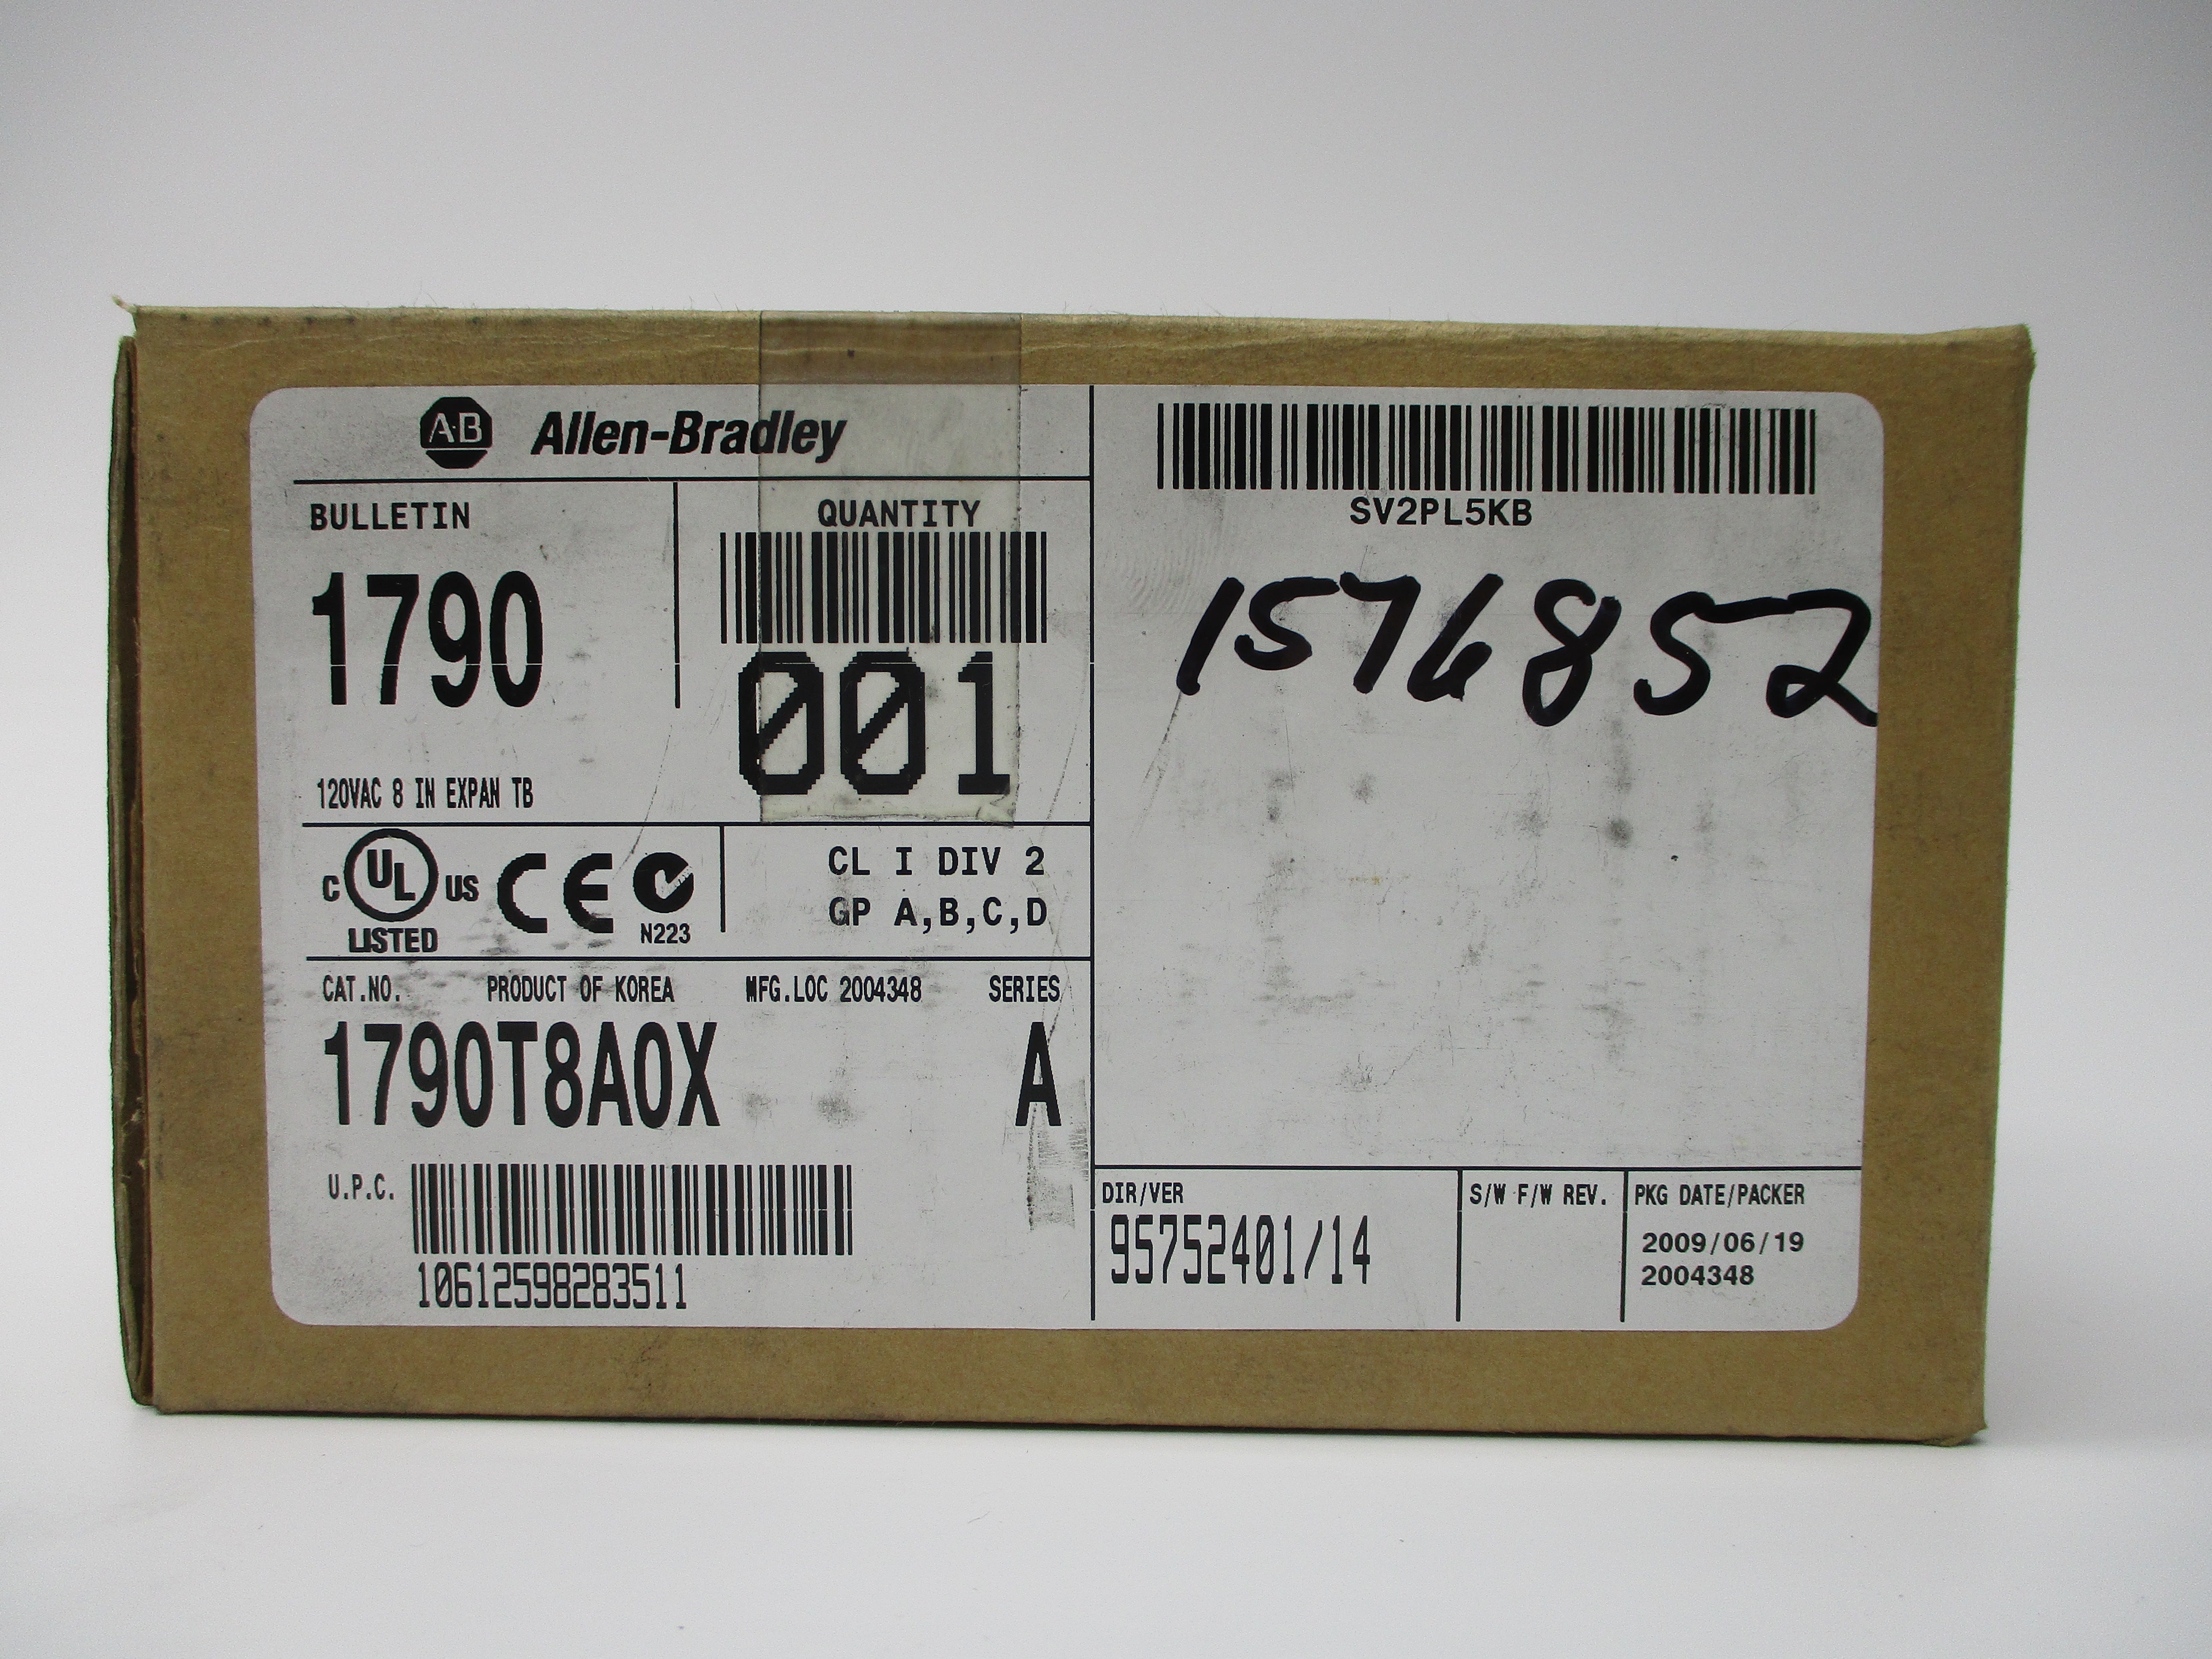 A·B Allen-Bradley
BULLETIN
1790
120VAC 8 IN EXPAN TB
QUANTITY
001
C UL US
LISTED
CE
N223
CL I DIV 2
GP A,B,C,D
CAT.NO. PRODUCT OF KOREA MFG.LOC 2004348 SERIES
1790T8A0X A
U.P.C.
10612598283511
SV2PL5KB
1576852
DIR/VER
95752401/14
S/W F/W REV.
PKG DATE/PACKER
2009/06/19
2004348